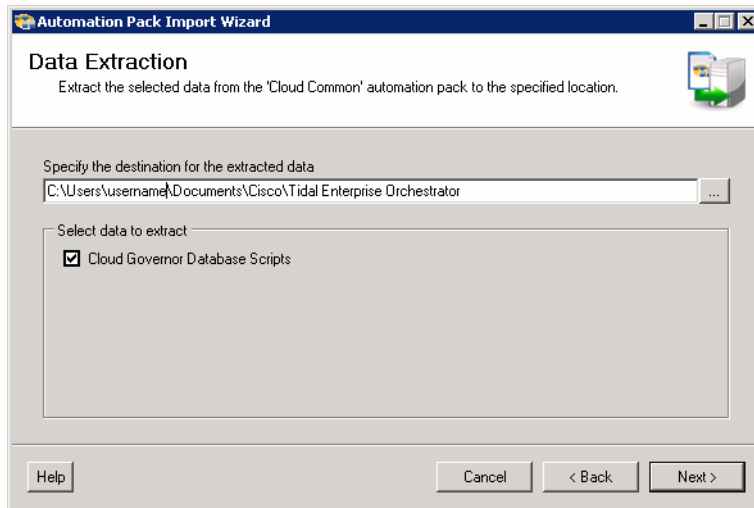 Automation Pack Import Wizard
Data Extraction
Extract the selected data from the 'Cloud Common' automation pack to the specified location.
Specify the destination for the extracted data
C:\Users\username\Documents\Cisco\Tidal Enterprise Orchestrator
...
Select data to extract
Cloud Governor Database Scripts
Help
Cancel
< Back
Next >